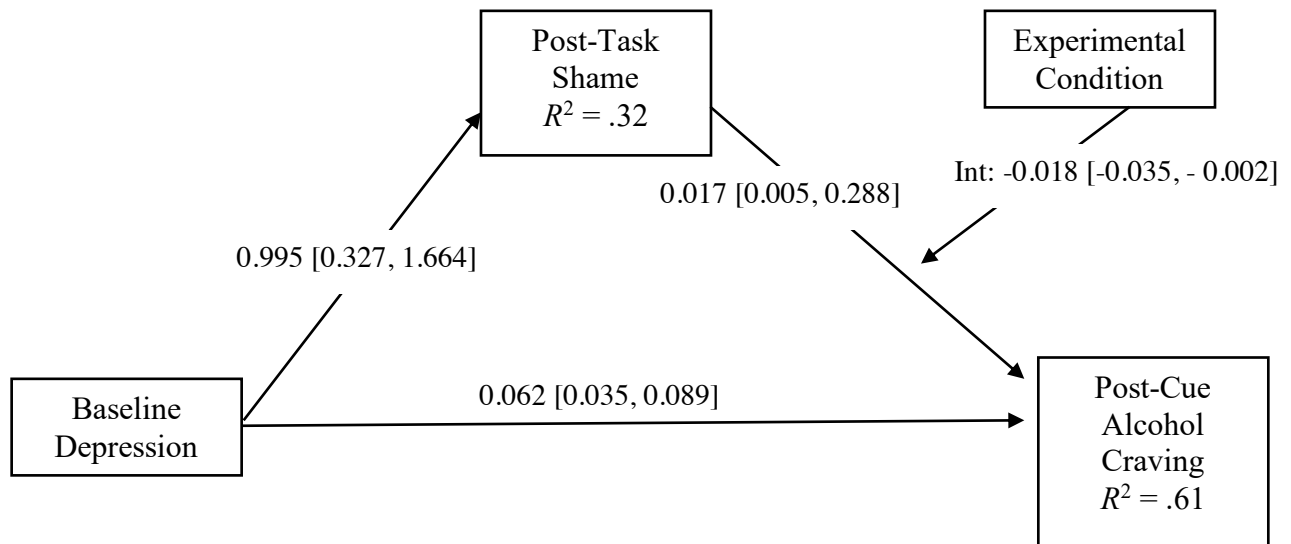 Post-Task
Shame
R² = .32
Experimental
Condition
0.017 [0.005, 0.288]
Int: -0.018 [-0.035, - 0.002]
0.995 [0.327, 1.664]
Baseline
Depression
0.062 [0.035, 0.089]
Post-Cue
Alcohol
Craving
R² = .61